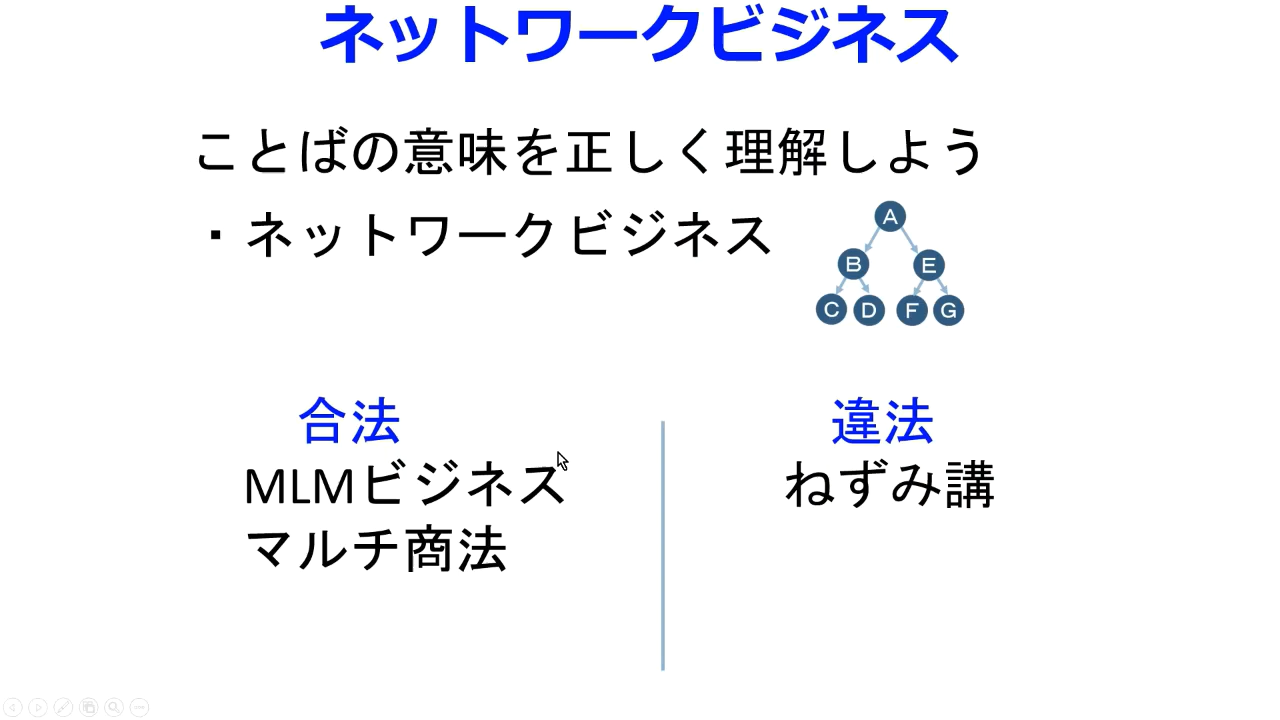 ネットワークビジネス
ことばの意味を正しく理解しよう
・ネットワークビジネス
A
B E
C D F G
合法 違法
MLMビジネス ねずみ講
マルチ商法